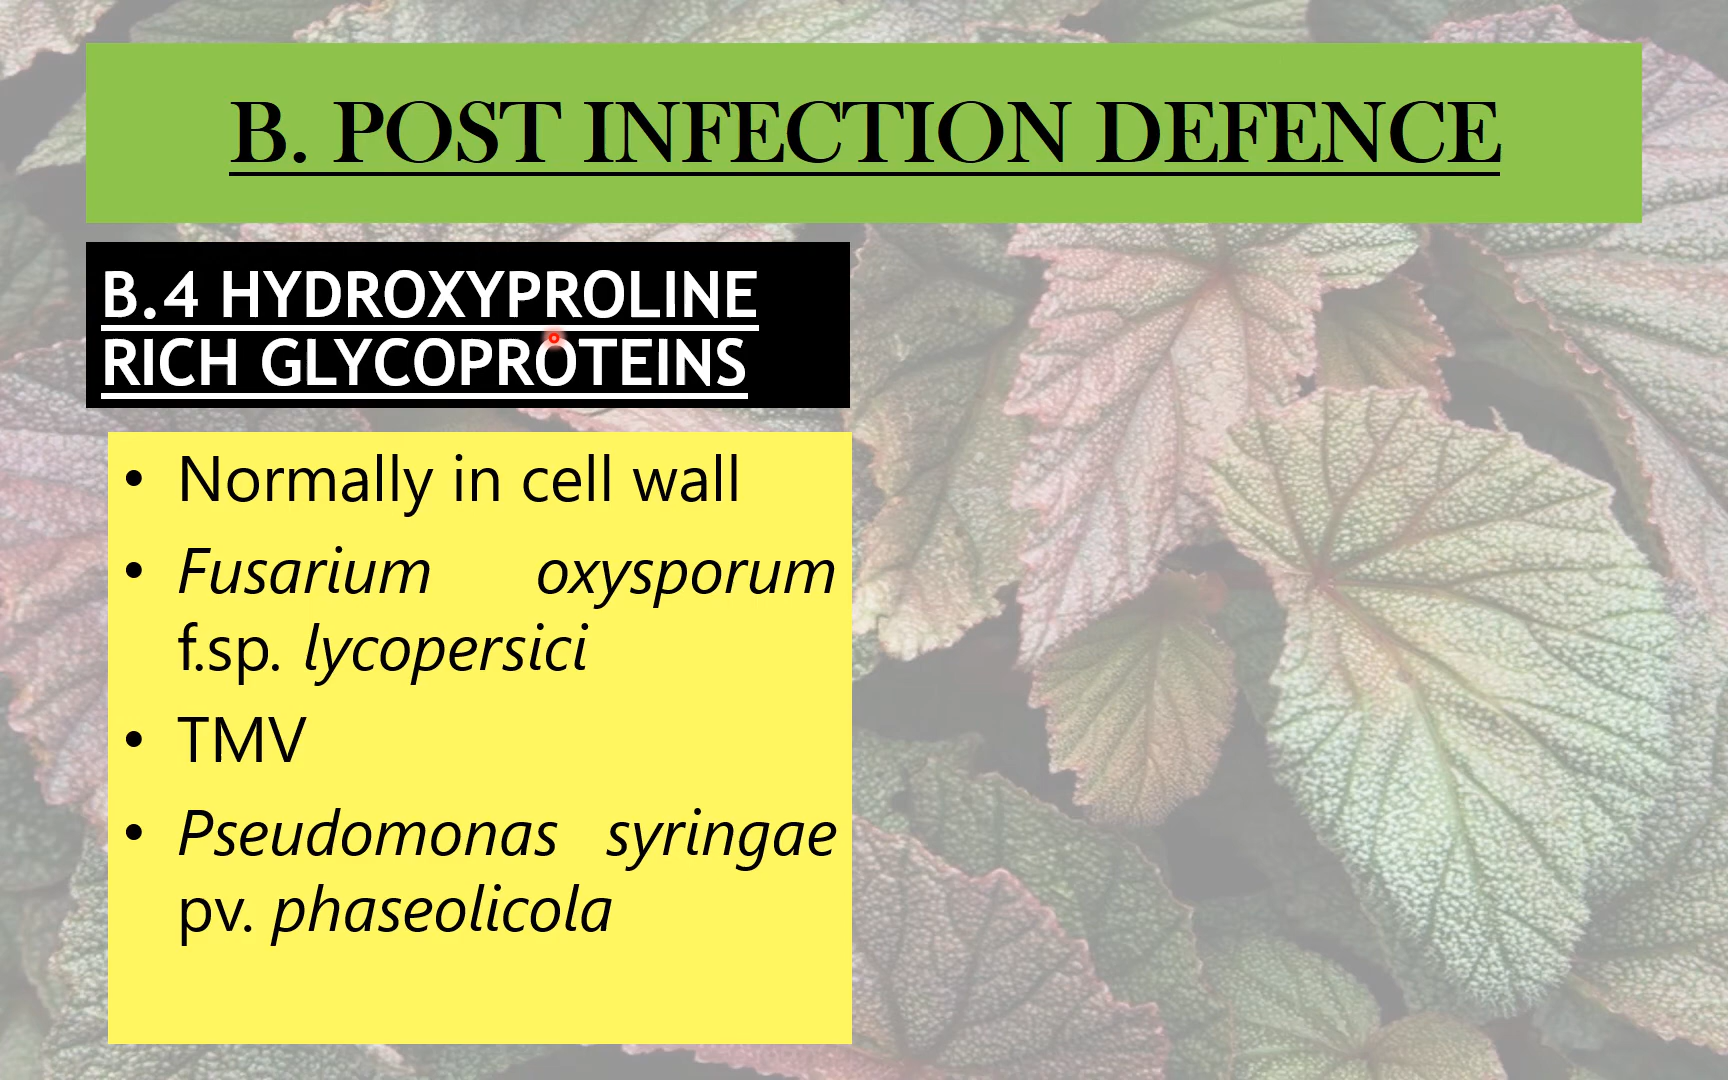 B. POST INFECTION DEFENCE
B.4 HYDROXYPROLINE
RICH GLYCOPROTEINS
• Normally in cell wall
• Fusarium oxysporum
f.sp. lycopersici
• TMV
• Pseudomonas syringae
pv. phaseolicola